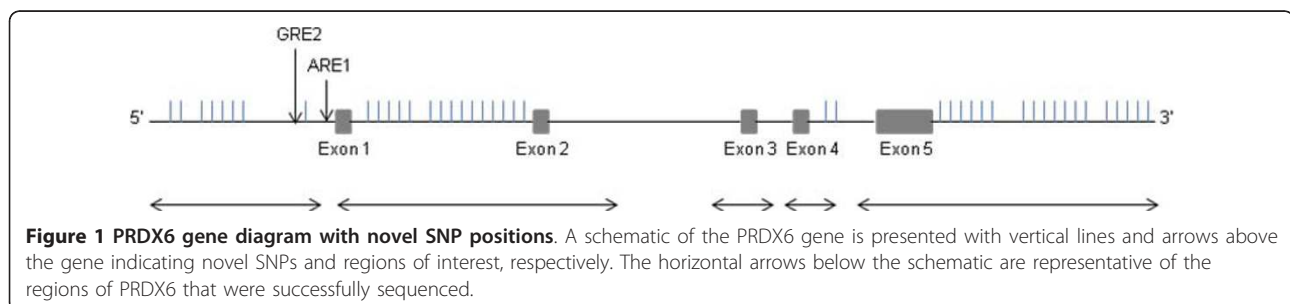 GRE2
ARE1
5'
3'
Exon 1
Exon 2
Exon 3
Exon 4
Exon 5
Figure 1 PRDX6 gene diagram with novel SNP positions. A schematic of the PRDX6 gene is presented with vertical lines and arrows above
the gene indicating novel SNPs and regions of interest, respectively. The horizontal arrows below the schematic are representative of the
regions of PRDX6 that were successfully sequenced.